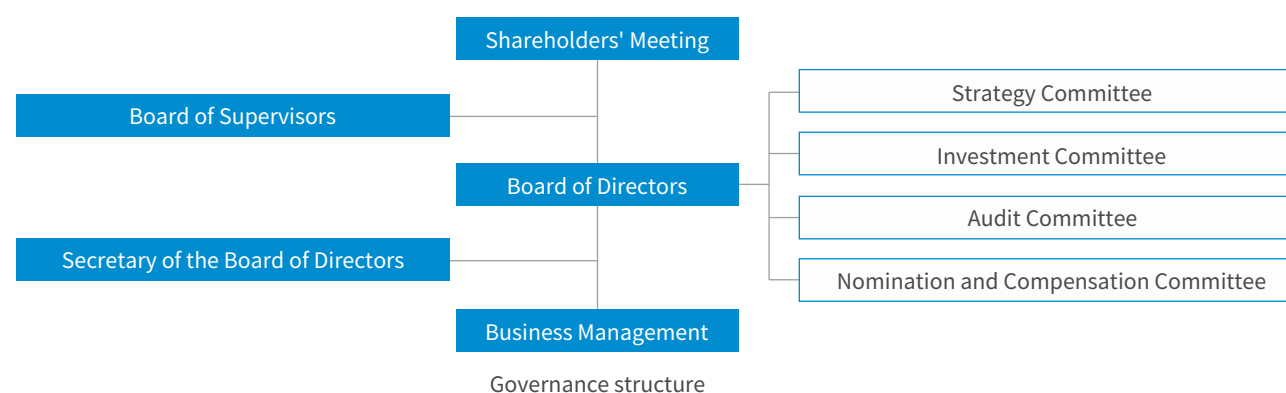 Shareholders' Meeting
Board of Supervisors
Board of Directors
Secretary of the Board of Directors
Business Management
Strategy Committee
Investment Committee
Audit Committee
Nomination and Compensation Committee
Governance structure